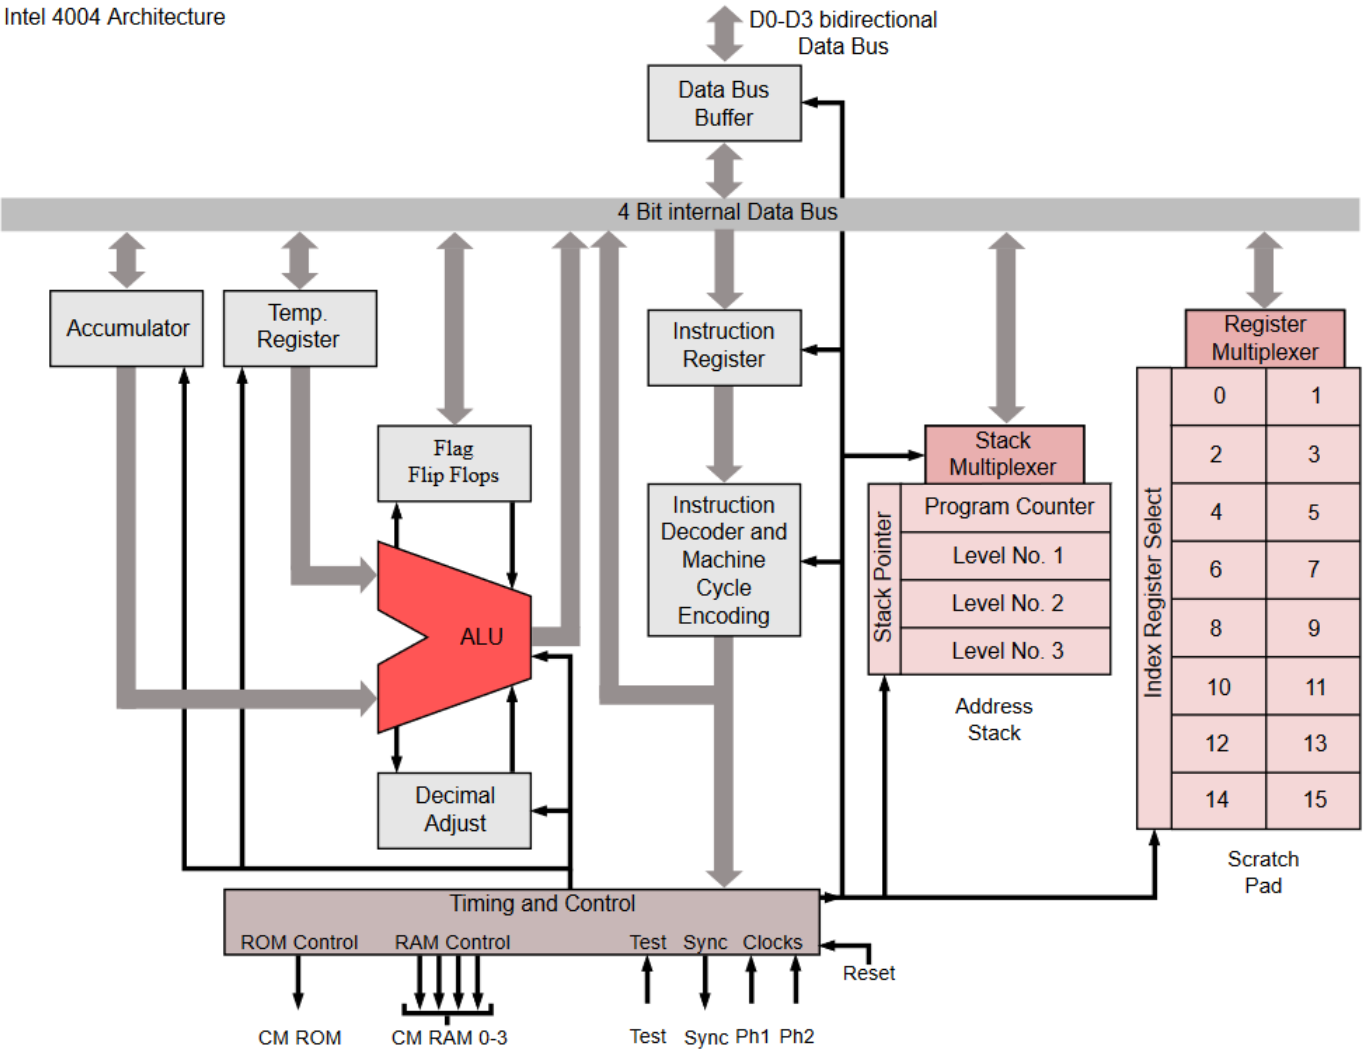 Intel 4004 Architecture
D0-D3 bidirectional
Data Bus
Data Bus
Buffer
4 Bit internal Data Bus
Accumulator
Temp.
Register
Instruction
Register
Register
Multiplexer
Flag
Flip Flops
Stack
Multiplexer
Instruction
Decoder and
Machine
Cycle
Encoding
Stack Pointer
Program Counter
Level No. 1
Level No. 2
Level No. 3
Address
Stack
Index Register Select
0 1
2 3
4 5
6 7
8 9
10 11
12 13
14 15
Scratch
Pad
ALU
Decimal
Adjust
Timing and Control
ROM Control RAM Control Test Sync Clocks
Reset
CM ROM CM RAM 0-3 Test Sync Ph1 Ph2